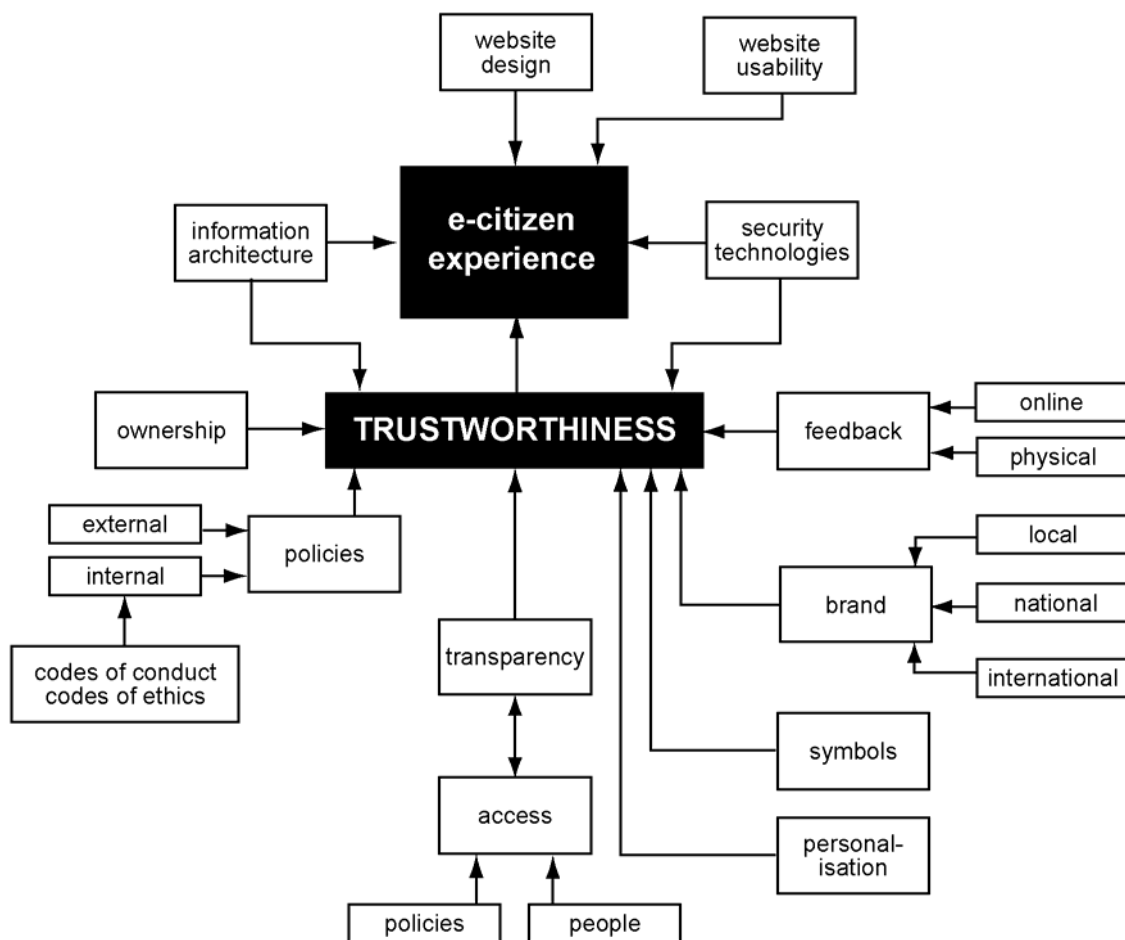 website
design
website
usability
e-citizen
experience
information
architecture
security
technologies
ownership
TRUSTWORTHINESS
feedback
online
physical
external
internal
policies
codes of conduct
codes of ethics
transparency
brand
local
national
international
symbols
access
personal-
isation
policies
people